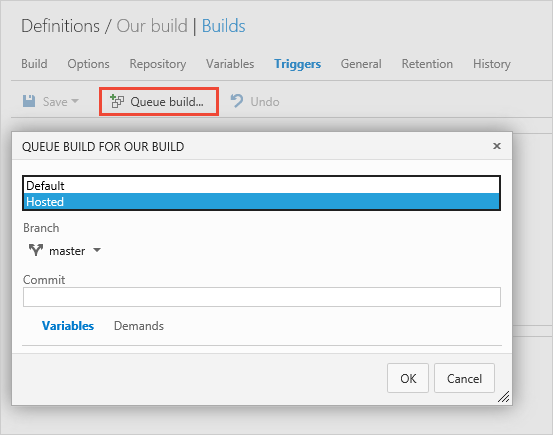 Definitions / Our build | Builds
Build Options Repository Variables Triggers General Retention History
Save Queue build... Undo
QUEUE BUILD FOR OUR BUILD
Default
Hosted
Branch
master
Commit
Variables Demands
OK Cancel